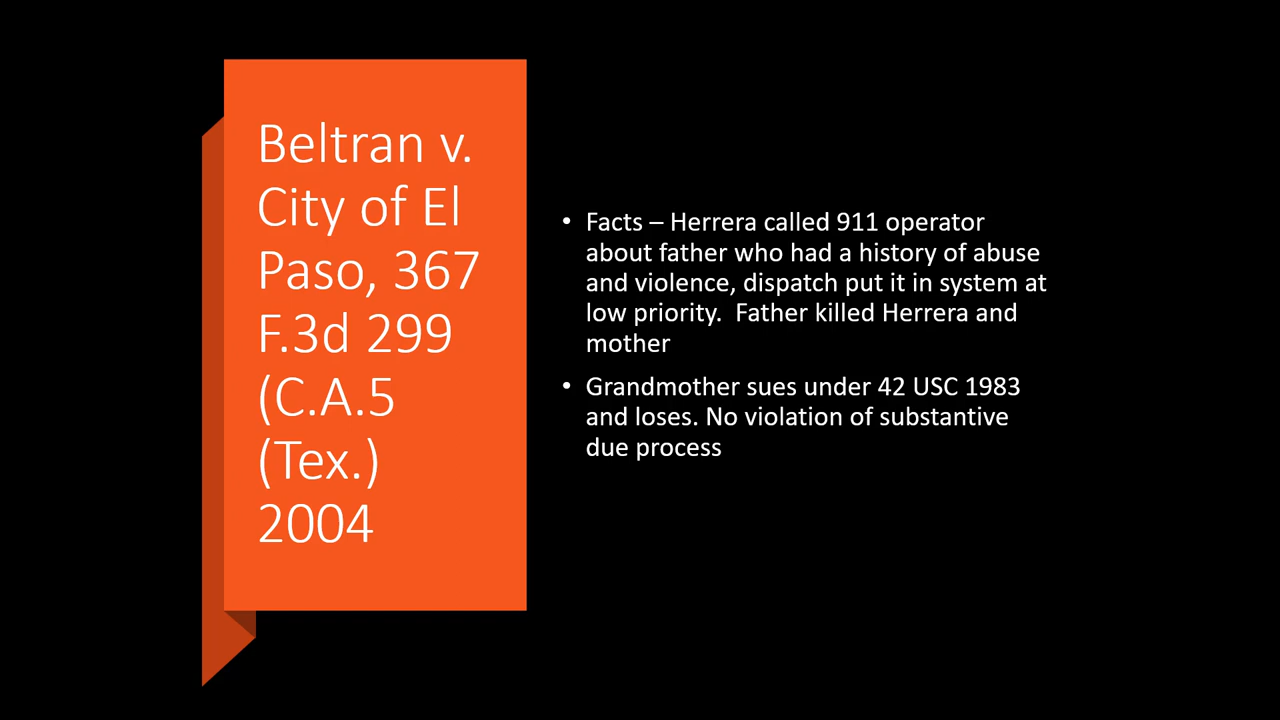 Beltran v.
City of El
Paso, 367
F.3d 299
(C.A.5
(Tex.)
2004
• Facts – Herrera called 911 operator
about father who had a history of abuse
and violence, dispatch put it in system at
low priority.  Father killed Herrera and
mother
• Grandmother sues under 42 USC 1983
and loses. No violation of substantive
due process